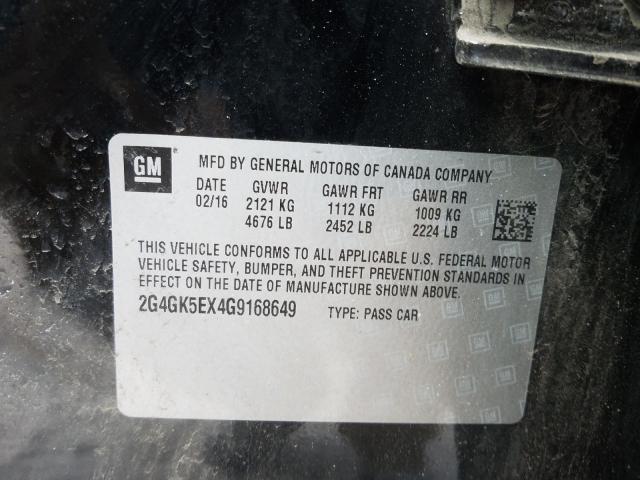 GM
MFD BY GENERAL MOTORS OF CANADA COMPANY
DATE GVWR GAWR FRT GAWR RR
02/16 2121 KG 1112 KG 1009 KG
4676 LB 2452 LB 2224 LB
THIS VEHICLE CONFORMS TO ALL APPLICABLE U.S. FEDERAL MOTOR
VEHICLE SAFETY, BUMPER, AND THEFT PREVENTION STANDARDS IN
EFFECT ON THE DATE OF MANUFACTURE SHOWN ABOVE.
2G4GK5EX4G9168649 TYPE: PASS CAR